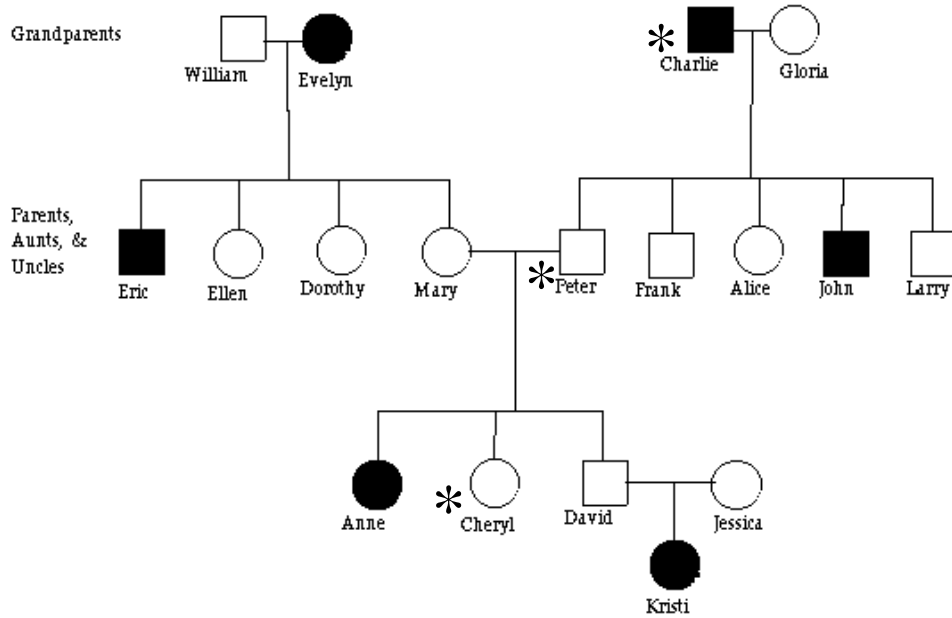 Grandparents
William
Evelyn
*
Charlie
Gloria
Parents,
Aunts, &
Uncles
Eric
Ellen
Dorothy
Mary
*
Peter
Frank
Alice
John
Larry
Anne
*
Cheryl
David
Jessica
Kristi